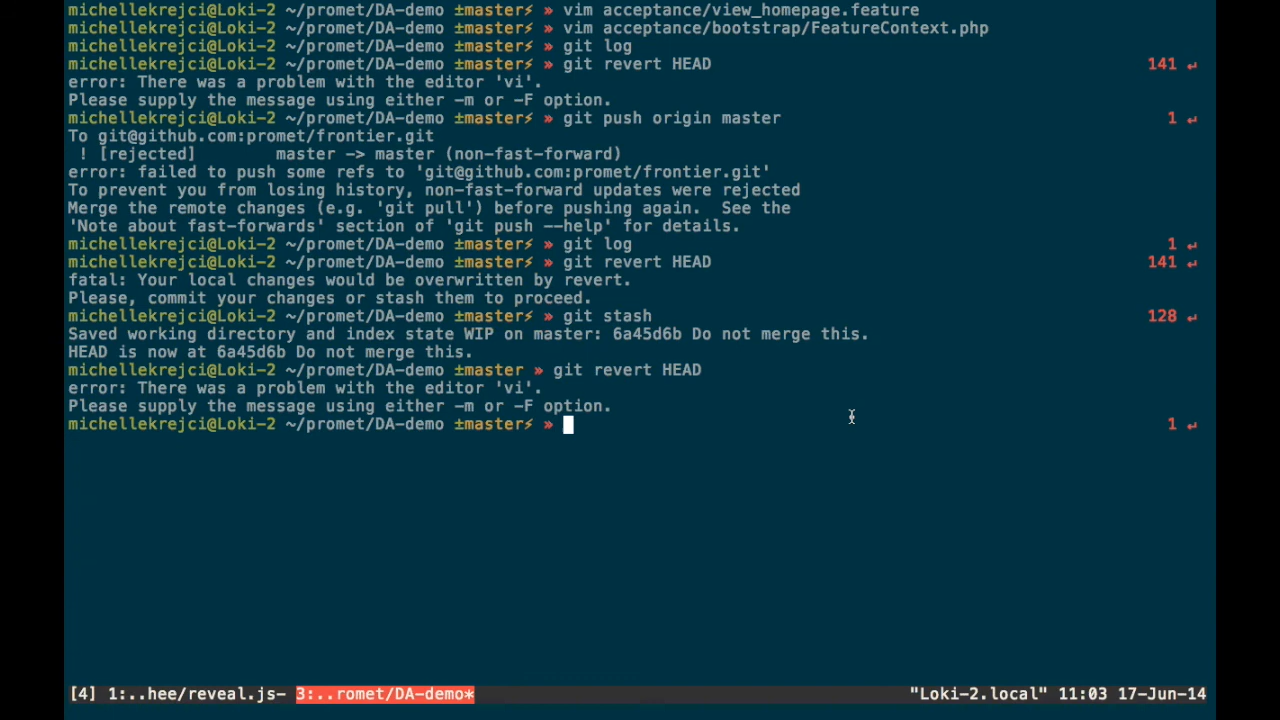 michellekrejci@Loki-2 ~/promet/DA-demo ±master⚡ » vim acceptance/view_homepage.feature
michellekrejci@Loki-2 ~/promet/DA-demo ±master⚡ » vim acceptance/bootstrap/FeatureContext.php
michellekrejci@Loki-2 ~/promet/DA-demo ±master⚡ » git log
michellekrejci@Loki-2 ~/promet/DA-demo ±master⚡ » git revert HEAD 141 ↵
error: There was a problem with the editor 'vi'.
Please supply the message using either -m or -F option.
michellekrejci@Loki-2 ~/promet/DA-demo ±master⚡ » git push origin master 1 ↵
To git@github.com:promet/frontier.git
! [rejected] master -> master (non-fast-forward)
error: failed to push some refs to 'git@github.com:promet/frontier.git'
To prevent you from losing history, non-fast-forward updates were rejected
Merge the remote changes (e.g. 'git pull') before pushing again.  See the
'Note about fast-forwards' section of 'git push --help' for details.
michellekrejci@Loki-2 ~/promet/DA-demo ±master⚡ » git log 1 ↵
michellekrejci@Loki-2 ~/promet/DA-demo ±master⚡ » git revert HEAD 141 ↵
fatal: Your local changes would be overwritten by revert.
Please, commit your changes or stash them to proceed.
michellekrejci@Loki-2 ~/promet/DA-demo ±master⚡ » git stash 128 ↵
Saved working directory and index state WIP on master: 6a45d6b Do not merge this.
HEAD is now at 6a45d6b Do not merge this.
michellekrejci@Loki-2 ~/promet/DA-demo ±master » git revert HEAD
error: There was a problem with the editor 'vi'.
Please supply the message using either -m or -F option.
michellekrejci@Loki-2 ~/promet/DA-demo ±master⚡ » 1 ↵
[4] 1:..hee/reveal.js- 3:..romet/DA-demo* "Loki-2.local" 11:03 17-Jun-14